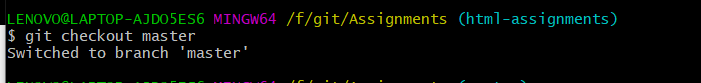 LENOVO@LAPTOP-AJDO5ES6 MINGW64 /f/git/Assignments (html-assignments)
$ git checkout master
Switched to branch 'master'